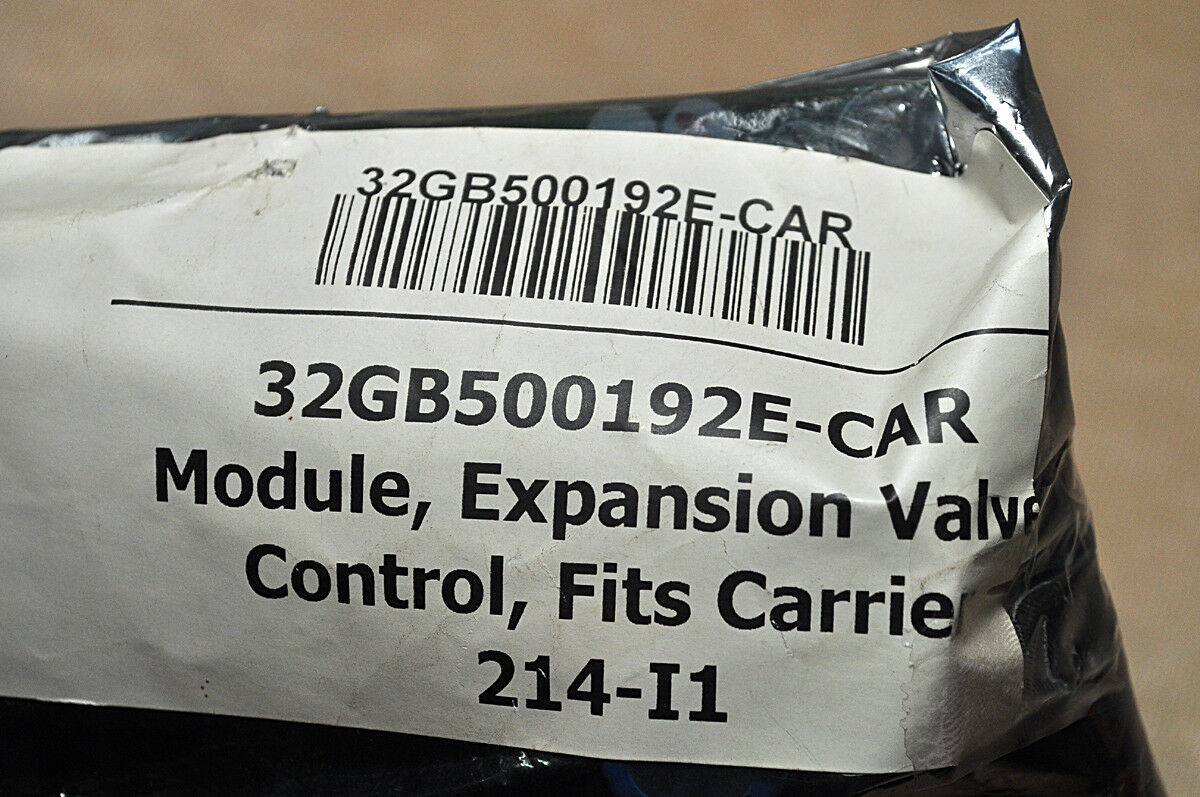 32GB500192E-CAR
32GB500192E-CAR
Module, Expansion Valve
Control, Fits Carrier
214-I1